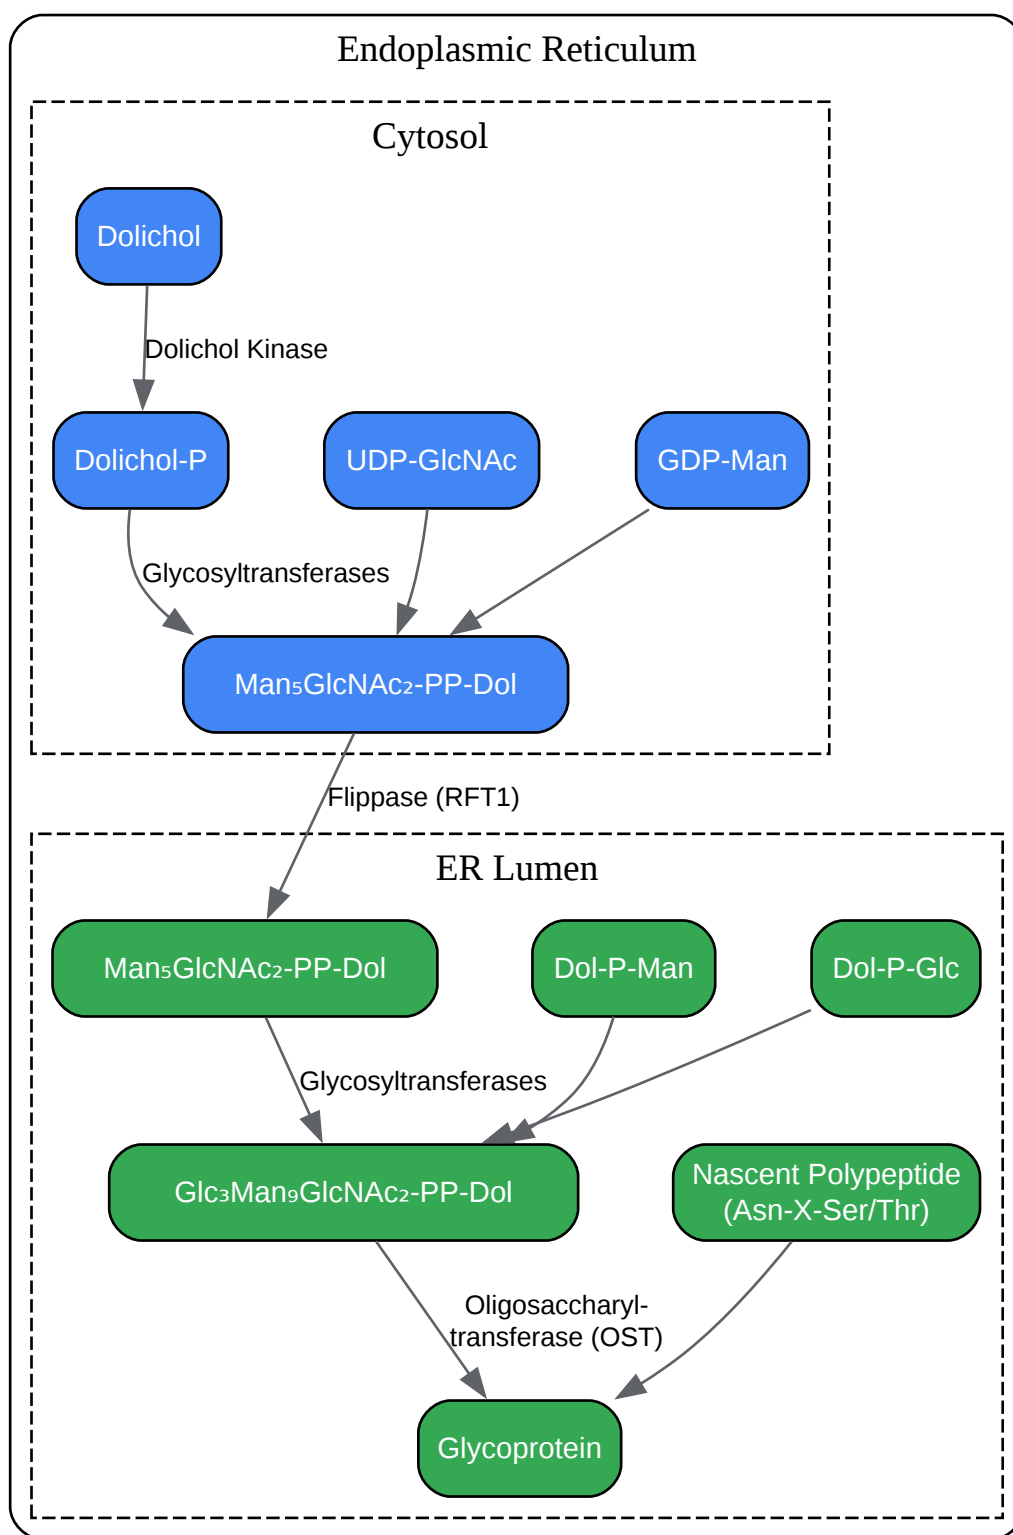 Endoplasmic Reticulum
Cytosol
Dolichol
Dolichol Kinase
Dolichol-P
UDP-GlcNAc
GDP-Man
Glycosyltransferases
Man₅GlcNAc₂-PP-Dol
Flippase (RFT1)
ER Lumen
Man₅GlcNAc₂-PP-Dol
Dol-P-Man
Dol-P-Glc
Glycosyltransferases
Glc₃Man₉GlcNAc₂-PP-Dol
Nascent Polypeptide
(Asn-X-Ser/Thr)
Oligosaccharyl-
transferase (OST)
Glycoprotein